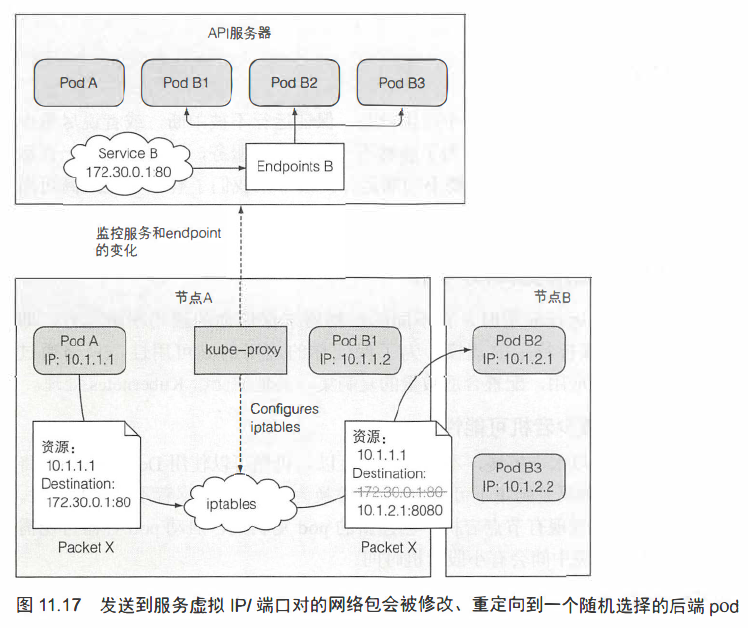 API服务器
Pod A
Pod B1
Pod B2
Pod B3
Service B
172.30.0.1:80
Endpoints B
监控服务和endpoint
的变化
节点A
节点B
Pod A
IP: 10.1.1.1
kube-proxy
Pod B1
IP: 10.1.1.2
Pod B2
IP: 10.1.2.1
Configures
iptables
资源:
10.1.1.1
Destination:
172.30.0.1:80
iptables
资源:
10.1.1.1
Destination:
172.30.0.1:80
10.1.2.1:8080
Pod B3
IP: 10.1.2.2
Packet X
Packet X
图 11.17 发送到服务虚拟 IP/ 端口对的网络包会被修改、重定向到一个随机选择的后端 pod